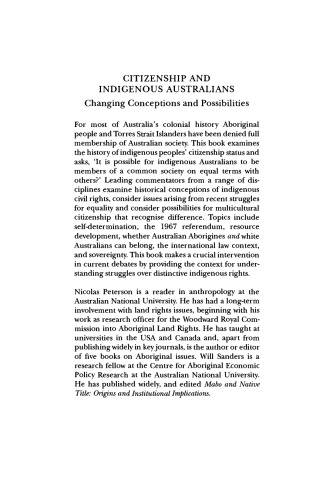 CITIZENSHIP AND
INDIGENOUS AUSTRALIANS
Changing Conceptions and Possibilities
For most of Australia's colonial history Aboriginal
people and Torres Strait Islanders have been denied full
membership of Australian society. This book examines
the history of indigenous peoples' citizenship status and
asks, 'It is possible for indigenous Australians to be
members of a common society on equal terms with
others?' Leading commentators from a range of dis-
ciplines examine historical conceptions of indigenous
civil rights, consider issues arising from recent struggles
for equality and consider possibilities for multicultural
citizenship that recognise difference. Topics include
self-determination, the 1967 referendum, resource
development, whether Australian Aborigines and white
Australians can belong, the international law context,
and sovereignty. This book makes a crucial intervention
in current debates by providing the context for under-
standing struggles over distinctive indigenous rights.
Nicolas Peterson is a reader in anthropology at the
Australian National University. He has had a long-term
involvement with land rights issues, beginning with his
work as research officer for the Woodward Royal Com-
mission into Aboriginal Land Rights. He has taught at
universities in the USA and Canada and, apart from
publishing widely in key journals, is the author or editor
of five books on Aboriginal issues. Will Sanders is a
research fellow at the Centre for Aboriginal Economic
Policy Research at the Australian National University.
He has published widely, and edited Mabo and Native
Title: Origins and Institutional Implications.